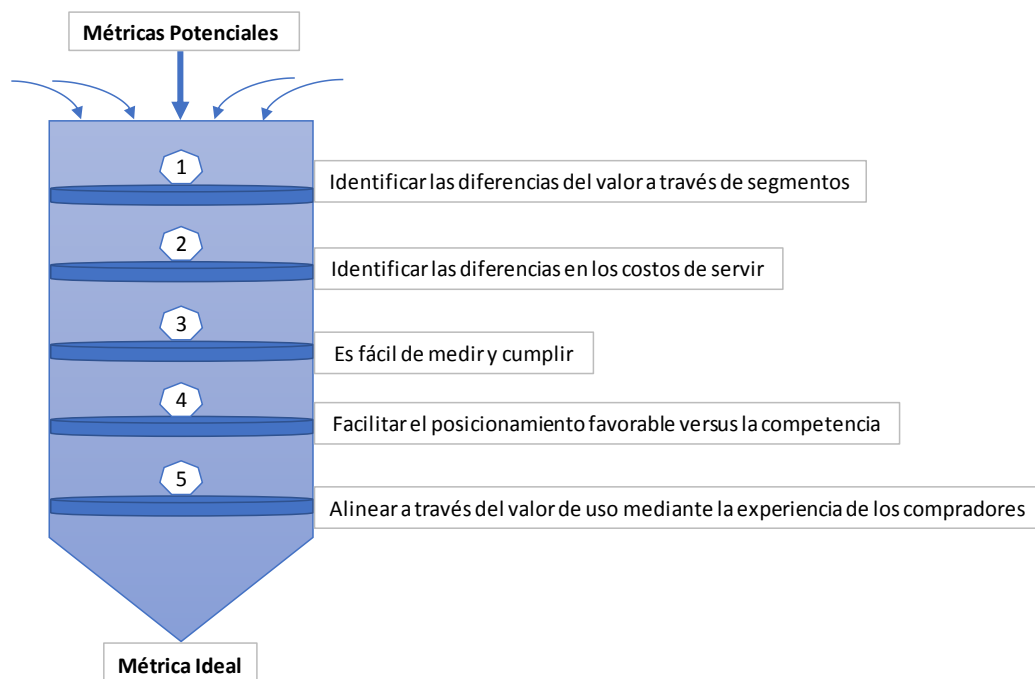 Métricas Potenciales
1
Identificar las diferencias del valor a través de segmentos
2
Identificar las diferencias en los costos de servir
3
Es fácil de medir y cumplir
4
Facilitar el posicionamiento favorable versus la competencia
5
Alinear a través del valor de uso mediante la experiencia de los compradores
Métrica Ideal